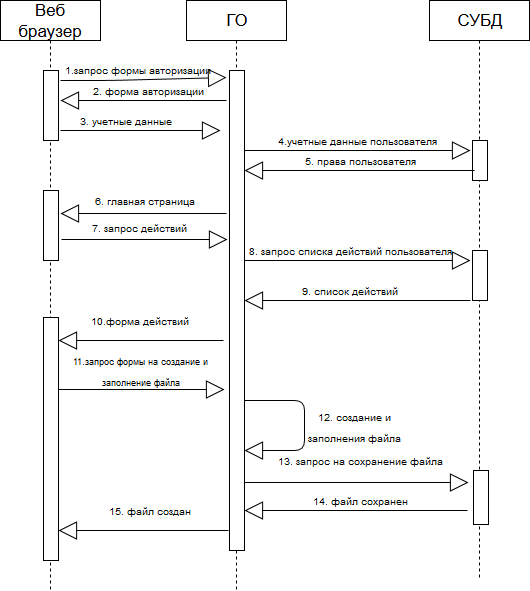 Веб
браузер
ГО
СУБД
1.запрос формы авторизации
2. форма авторизации
3. учетные данные
4.учетные данные пользователя
5. права пользователя
6. главная страница
7. запрос действий
8. запрос списка действий пользователя
9. список действий
10.форма действий
11.запрос формы на создание и
заполнение файла
12. создание и
заполнения файла
13. запрос на сохранение файла
14. файл сохранен
15. файл создан